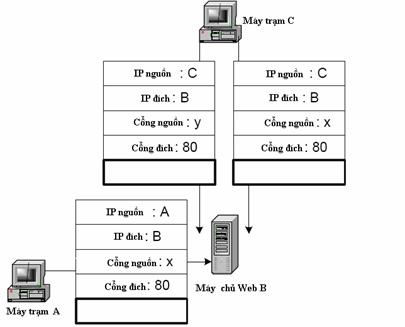 Máy trạm C
IP nguồn : C
IP đích : B
Cổng nguồn : y
Cổng đích : 80
IP nguồn : C
IP đích : B
Cổng nguồn : x
Cổng đích : 80
IP nguồn : A
IP đích : B
Cổng nguồn : x
Cổng đích : 80
Máy trạm A
Máy chủ Web B